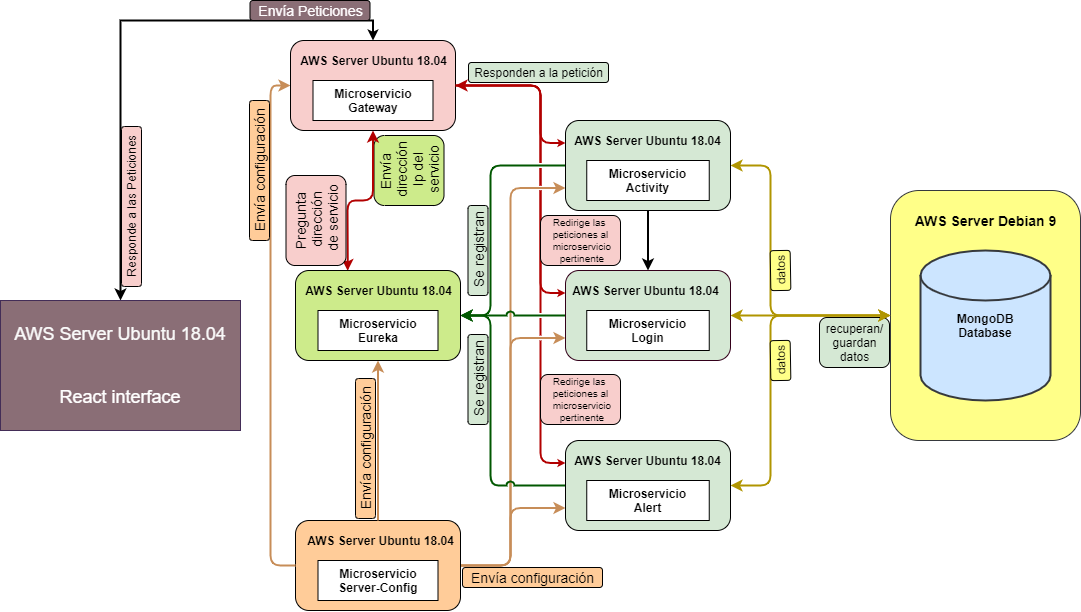 Envía Peticiones
AWS Server Ubuntu 18.04
Microservicio
Gateway
Responden a la petición
Envía configuración
Responde a las Peticiones
Envía
dirección
Ip del
servicio
Pregunta
dirección
de servicio
AWS Server Ubuntu 18.04
Microservicio
Activity
Se registran
Redirige las
peticiones al
microservicio
pertinente
AWS Server Debian 9
MongoDB
Database
datos
AWS Server Ubuntu 18.04
Microservicio
Eureka
AWS Server Ubuntu 18.04
Microservicio
Login
recuperan/
guardan
datos
AWS Server Ubuntu 18.04
React interface
Se registran
datos
Envía configuración
Redirige las
peticiones al
microservicio
pertinente
AWS Server Ubuntu 18.04
Microservicio
Alert
AWS Server Ubuntu 18.04
Microservicio
Server-Config
Envía configuración